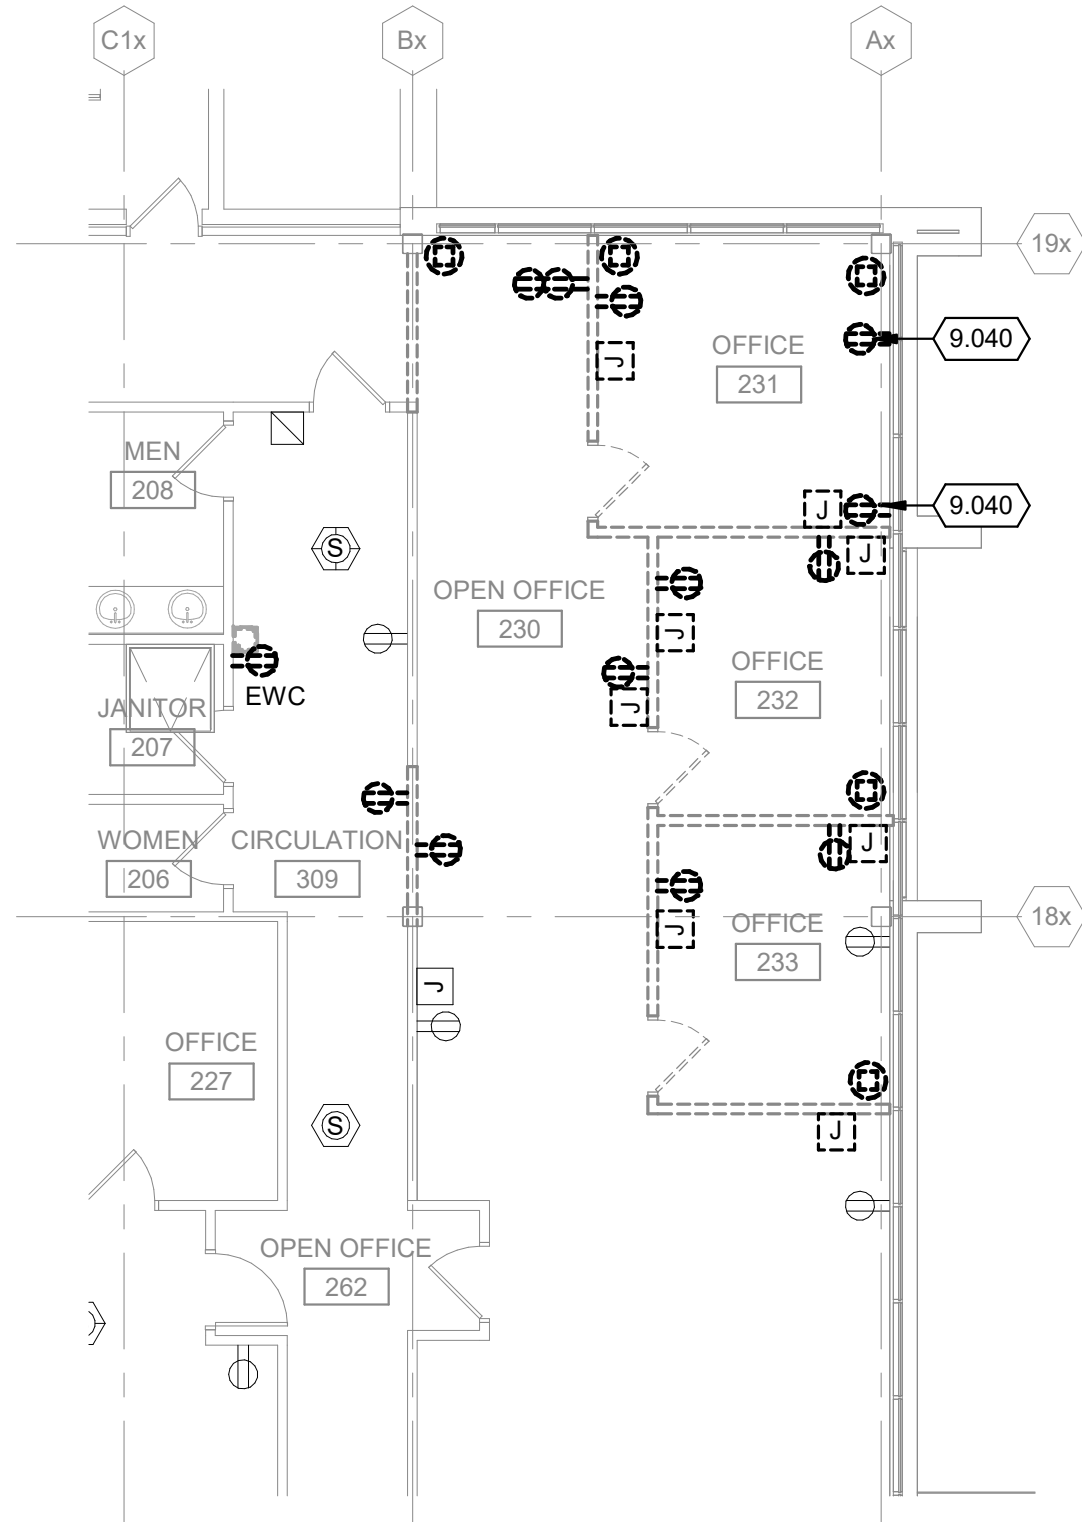 C1x
Bx
Ax
19x
OFFICE
231
9.040
J
MEN
208
9.040
J
S
J
OPEN OFFICE
230
J
OFFICE
232
EWC
JANITOR
207
J
WOMEN
206
CIRCULATION
309
J
18x
OFFICE
233
J
J
OFFICE
227
S
J
OPEN OFFICE
262